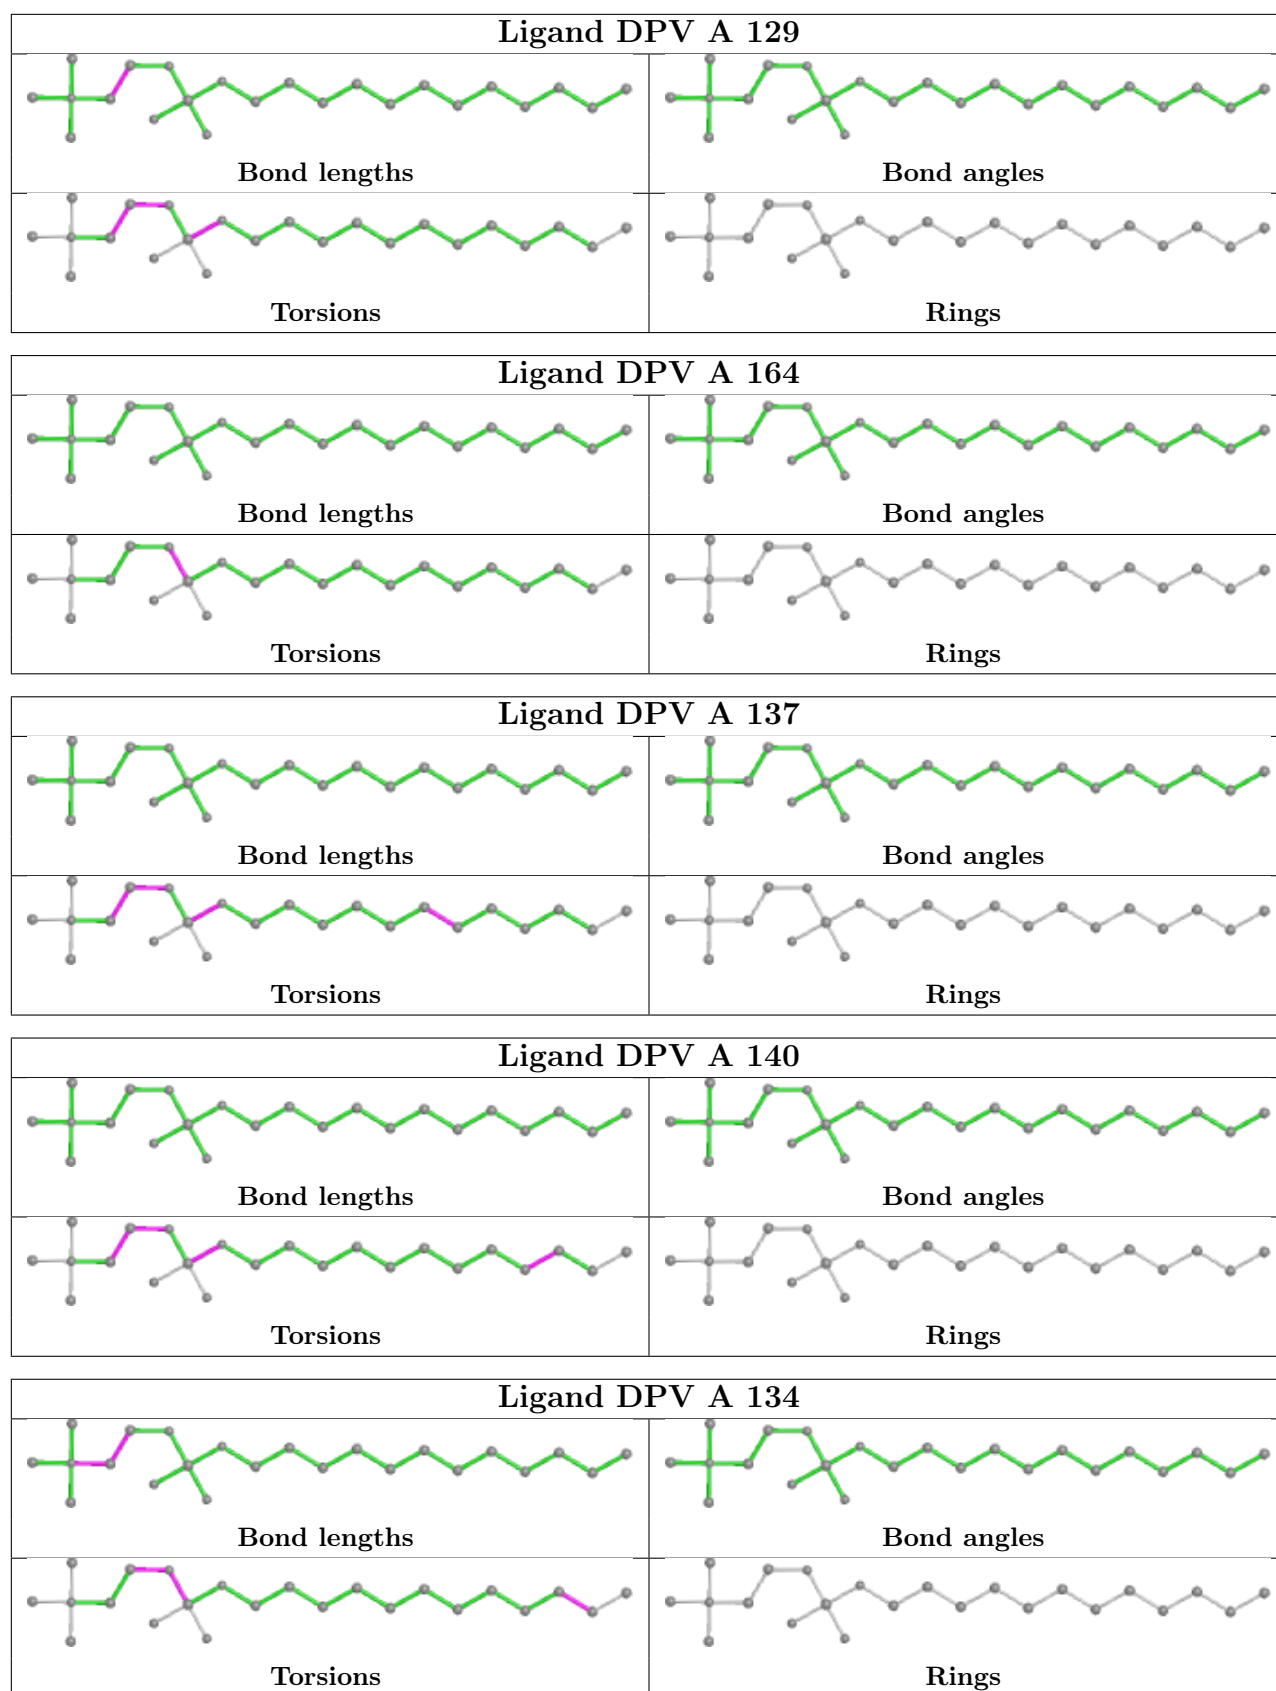 Ligand DPV A 129
Bond lengths
Bond angles
Torsions
Rings
Ligand DPV A 164
Bond lengths
Bond angles
Torsions
Rings
Ligand DPV A 137
Bond lengths
Bond angles
Torsions
Rings
Ligand DPV A 140
Bond lengths
Bond angles
Torsions
Rings
Ligand DPV A 134
Bond lengths
Bond angles
Torsions
Rings